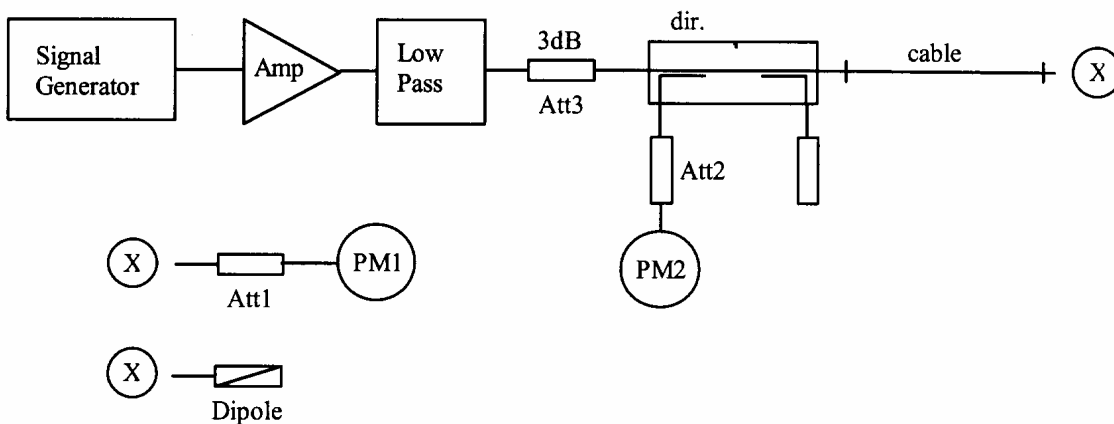 Signal
Generator
Amp
Low
Pass
3dB
Att3
dir.
cable
X
Att2
PM2
X
Att1
PM1
X
Dipole